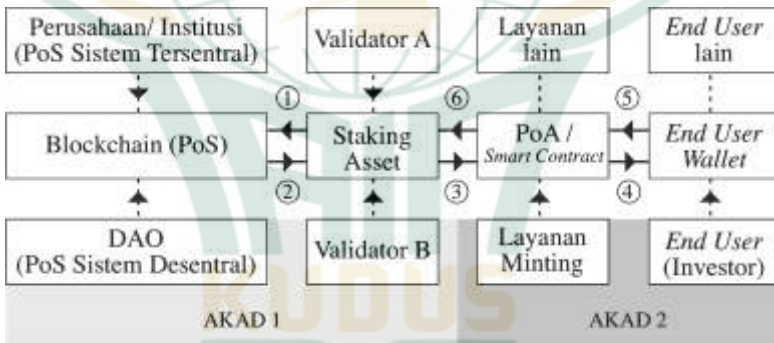 Perusahaan/ Institusi
(PoS Sistem Tersentral)
Validator A
Layanan
lain
End User
lain
①
⑥
⑤
Blockchain (PoS)
Staking
Asset
PoA /
Smart Contract
End User
Wallet
②
③
④
DAO
(PoS Sistem Desentral)
Validator B
Layanan
Minting
End User
(Investor)
KUDUS
AKAD 1
AKAD 2